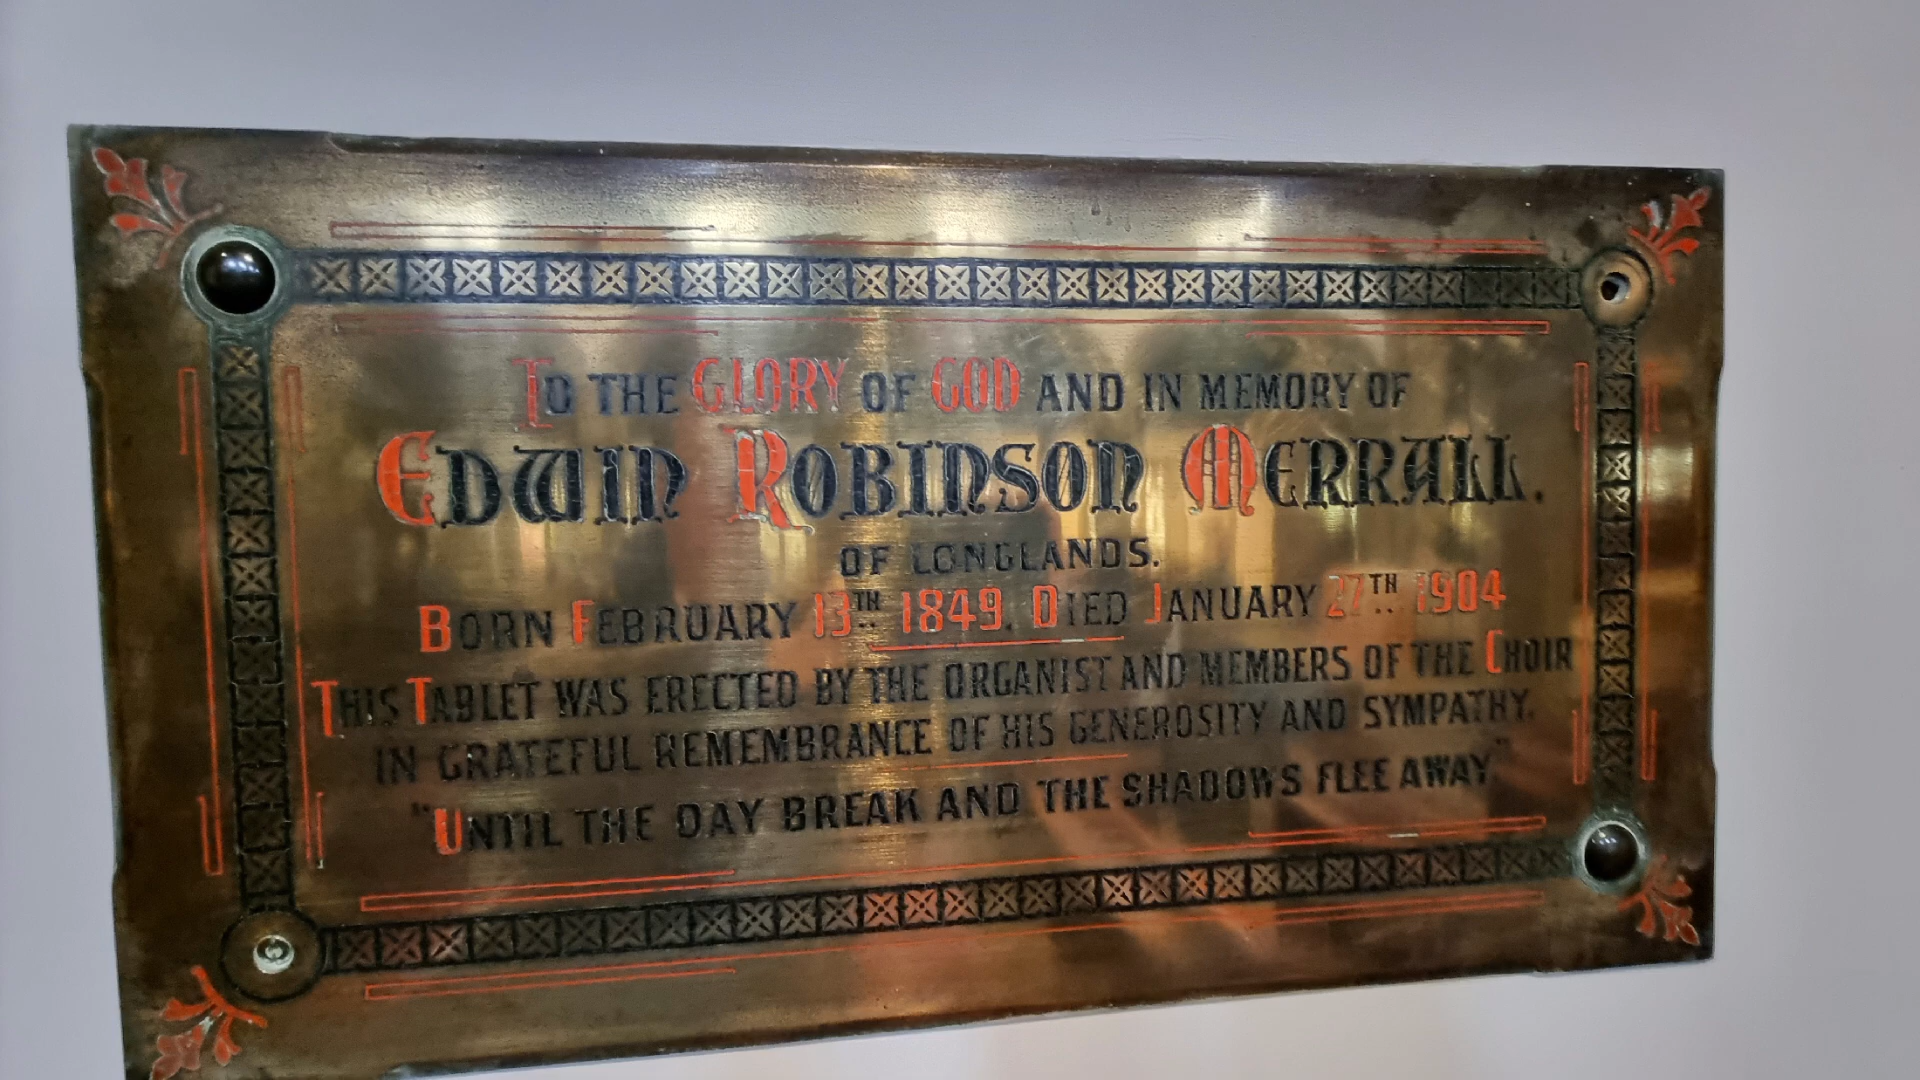 TO THE GLORY OF GOD AND IN MEMORY OF
EDWIN ROBINSON MERRALL.
OF LONGLANDS.
BORN FEBRUARY 13TH 1849. DIED JANUARY 27TH 1904
THIS TABLET WAS ERECTED BY THE ORGANIST AND MEMBERS OF THE CHOIR
IN GRATEFUL REMEMBRANCE OF HIS GENEROSITY AND SYMPATHY.
"UNTIL THE DAY BREAK AND THE SHADOWS FLEE AWAY."